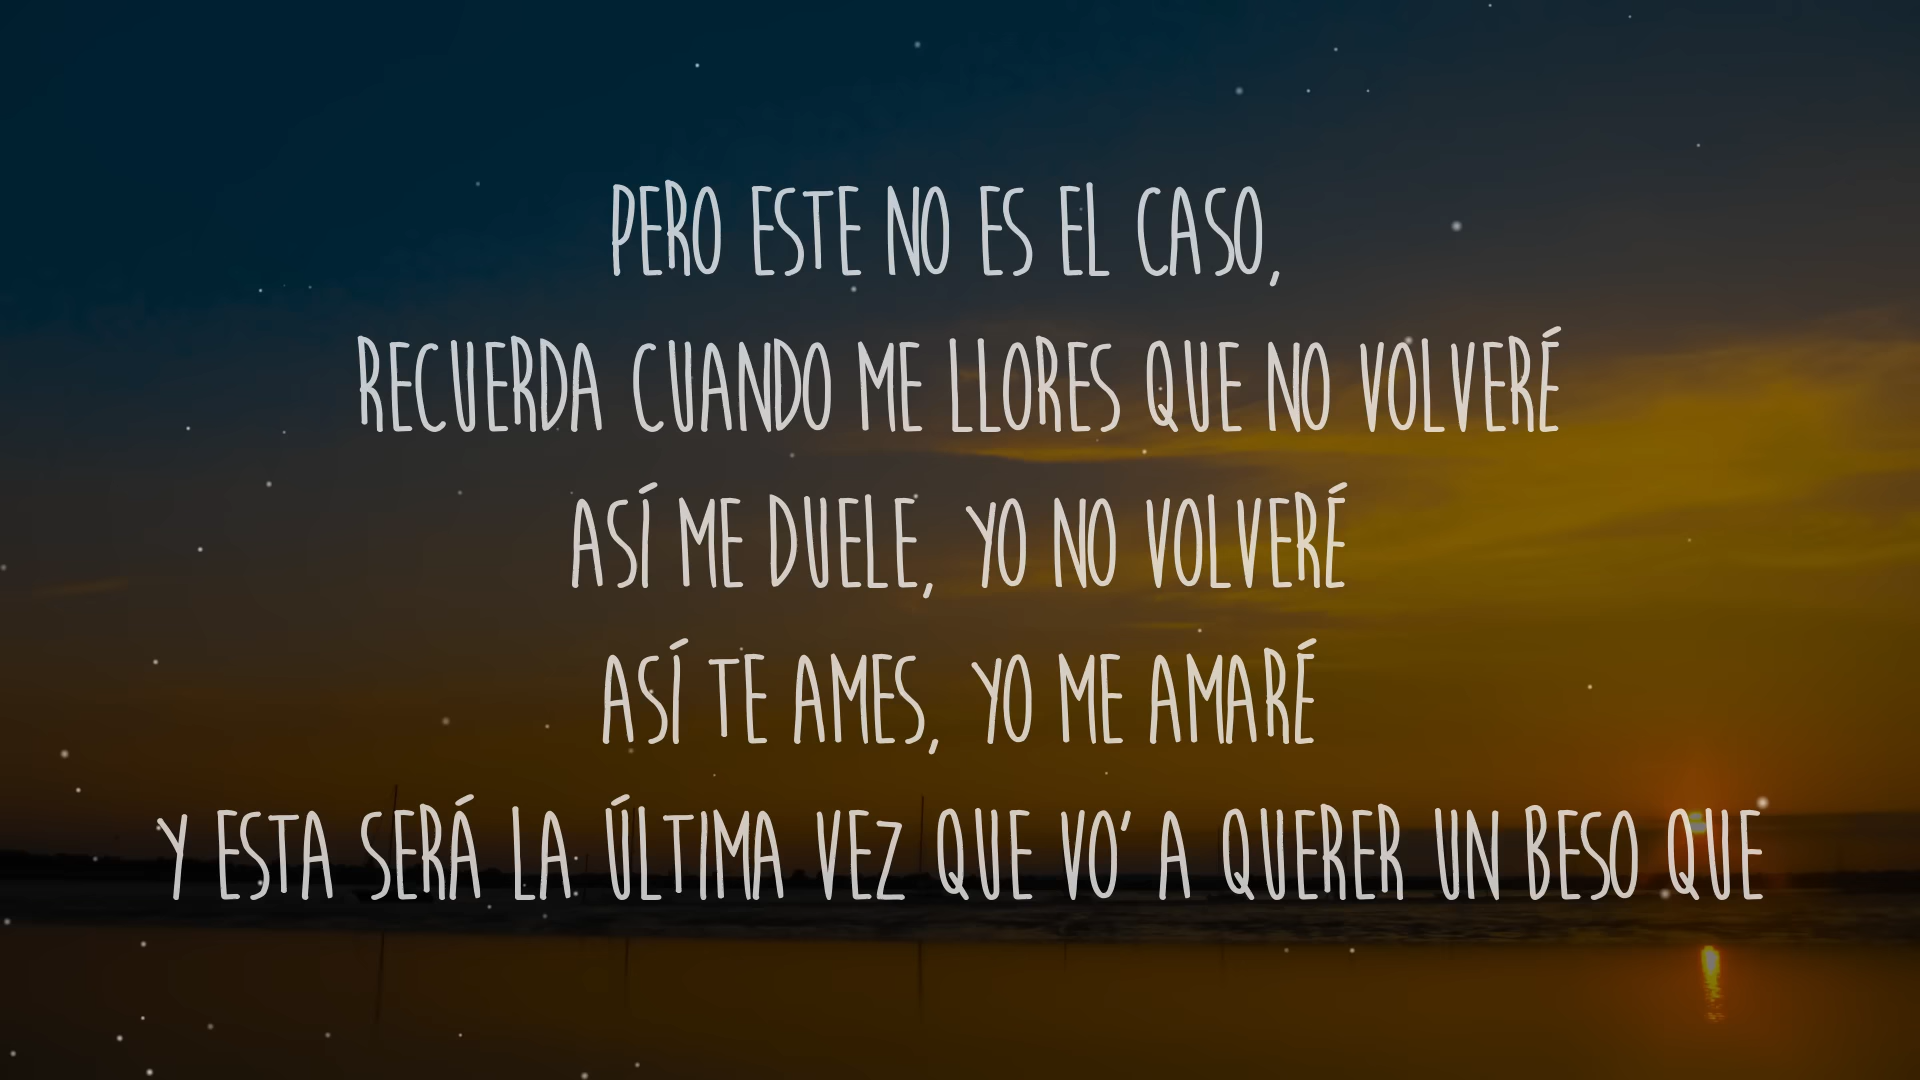 PERO ESTE NO ES EL CASO,
RECUERDA CUANDO ME LLORES QUE NO VOLVERÉ
ASÍ ME DUELE, YO NO VOLVERÉ
ASÍ TE AMES, YO ME AMARÉ
Y ESTA SERÁ LA ÚLTIMA VEZ QUE VO' A QUERER UN BESO QUE